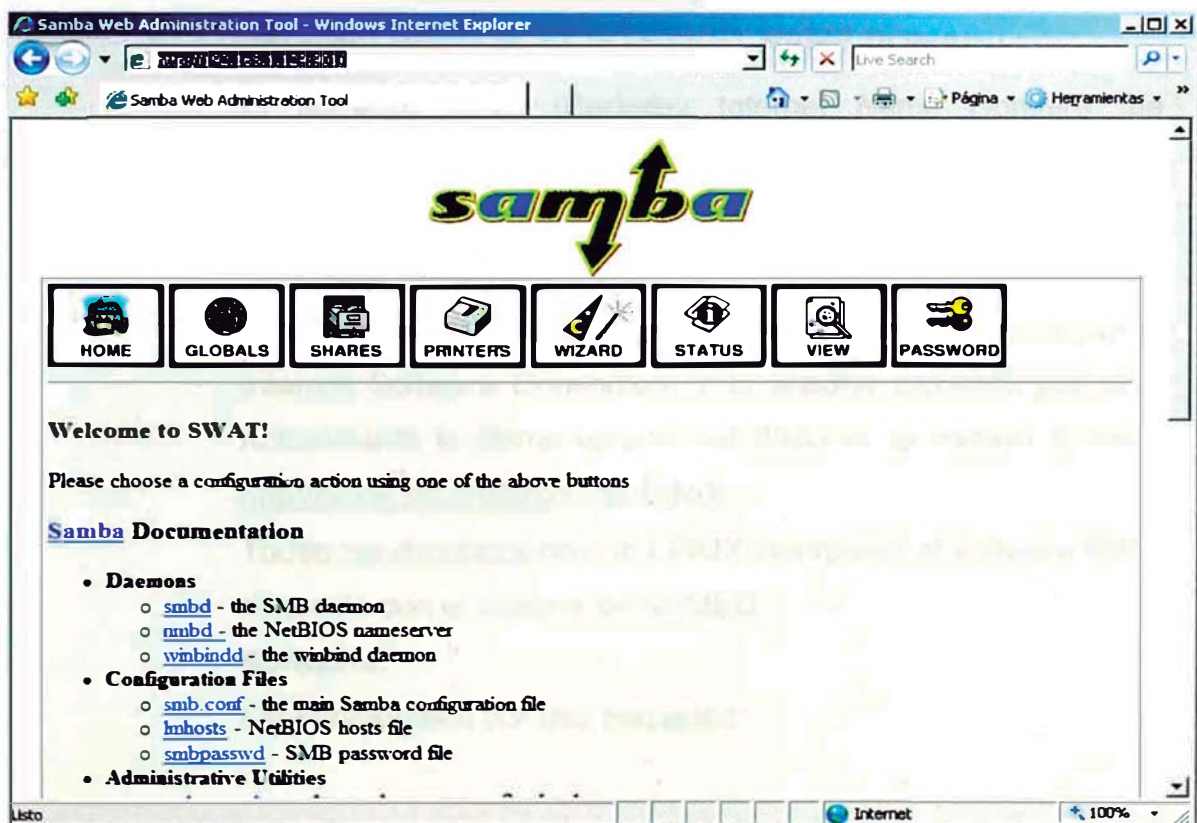 Samba Web Administration Tool - Windows Internet Explorer
Live Search
Samba Web Administration Tool
Página
Herramientas
samba
HOME GLOBALS SHARES PRINTERS WIZARD STATUS VIEW PASSWORD
Welcome to SWAT!
Please choose a configuration action using one of the above buttons
Samba Documentation
• Daemons
o smbd - the SMB daemon
o nmbd - the NetBIOS nameserver
o winbindd - the winbind daemon
• Configuration Files
o smb.conf - the main Samba configuration file
o lmhosts - NetBIOS hosts file
o smbpasswd - SMB password file
• Administrative Utilities
Listo
Internet
100%